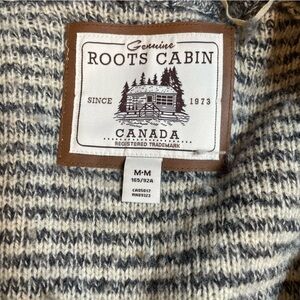 Genuine
ROOTS CABIN
SINCE 1973
CANADA
REGISTERED TRADEMARK
M·M
165/92A